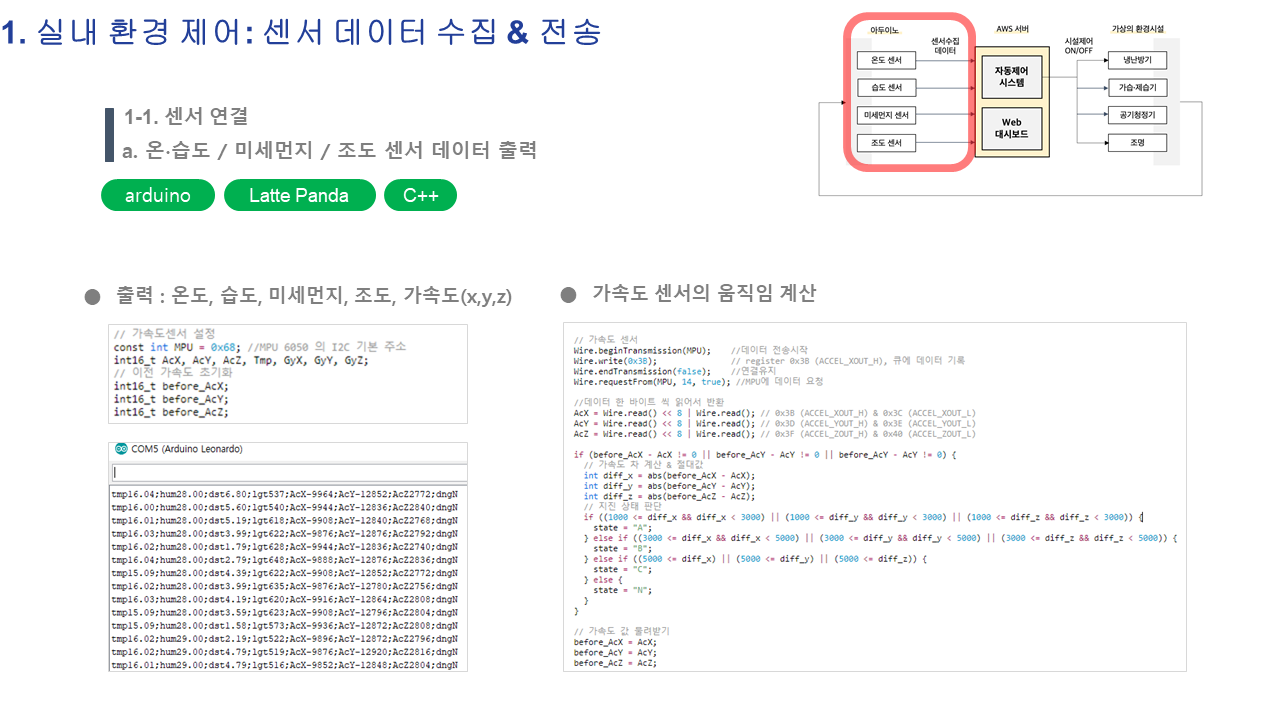 1. 실내 환경 제어: 센서 데이터 수집 & 전송
아두이노
센서수집
데이터
AWS 서버
시설제어
ON/OFF
가상의 환경시설
온도 센서
습도 센서
미세먼지 센서
조도 센서
자동제어
시스템
Web
대시보드
냉난방기
가습·제습기
공기청정기
조명
1-1. 센서 연결
a. 온·습도 / 미세먼지 / 조도 센서 데이터 출력
arduino
Latte Panda
C++
● 출력 : 온도, 습도, 미세먼지, 조도, 가속도(x,y,z)
// 가속도센서 설정
const int MPU = 0x68; //MPU 6050 의 I2C 기본 주소
int16_t AcX, AcY, AcZ, Tmp, GyX, GyY, GyZ;
// 이전 가속도 초기화
int16_t before_AcX;
int16_t before_AcY;
int16_t before_AcZ;
COM5 (Arduino Leonardo)
tmp16.04;hum28.00;dst6.80;lgt537;AcX-9964;AcY-12852;AcZ2772;dngN
tmp16.00;hum28.00;dst5.60;lgt540;AcX-9944;AcY-12836;AcZ2840;dngN
tmp16.01;hum28.00;dst5.19;lgt618;AcX-9908;AcY-12840;AcZ2768;dngN
tmp16.03;hum28.00;dst3.99;lgt622;AcX-9876;AcY-12876;AcZ2792;dngN
tmp16.02;hum28.00;dst1.79;lgt628;AcX-9944;AcY-12836;AcZ2740;dngN
tmp16.04;hum28.00;dst2.79;lgt648;AcX-9888;AcY-12876;AcZ2836;dngN
tmp15.09;hum28.00;dst4.39;lgt622;AcX-9908;AcY-12852;AcZ2772;dngN
tmp16.02;hum28.00;dst3.99;lgt635;AcX-9876;AcY-12780;AcZ2756;dngN
tmp16.03;hum28.00;dst4.19;lgt620;AcX-9916;AcY-12864;AcZ2808;dngN
tmp15.09;hum28.00;dst3.59;lgt623;AcX-9908;AcY-12796;AcZ2804;dngN
tmp15.09;hum28.00;dst1.58;lgt573;AcX-9936;AcY-12872;AcZ2808;dngN
tmp16.02;hum29.00;dst2.19;lgt522;AcX-9896;AcY-12872;AcZ2796;dngN
tmp16.02;hum29.00;dst4.79;lgt519;AcX-9876;AcY-12920;AcZ2816;dngN
tmp16.01;hum29.00;dst4.79;lgt516;AcX-9852;AcY-12848;AcZ2804;dngN
● 가속도 센서의 움직임 계산
// 가속도 센서
Wire.beginTransmission(MPU); //데이터 전송시작
Wire.write(0x3B); // register 0x3B (ACCEL_XOUT_H), 큐에 데이터 기록
Wire.endTransmission(false); //연결유지
Wire.requestFrom(MPU, 14, true); //MPU에 데이터 요청
//데이터 한 바이트 씩 읽어서 반환
AcX = Wire.read() << 8 | Wire.read(); // 0x3B (ACCEL_XOUT_H) & 0x3C (ACCEL_XOUT_L)
AcY = Wire.read() << 8 | Wire.read(); // 0x3D (ACCEL_YOUT_H) & 0x3E (ACCEL_YOUT_L)
AcZ = Wire.read() << 8 | Wire.read(); // 0x3F (ACCEL_ZOUT_H) & 0x40 (ACCEL_ZOUT_L)
if (before_AcX - AcX != 0 || before_AcY - AcY != 0 || before_AcY - AcY != 0) {
// 가속도 차 계산 & 절대값
int diff_x = abs(before_AcX - AcX);
int diff_y = abs(before_AcY - AcY);
int diff_z = abs(before_AcZ - AcZ);
// 지진 상태 판단
if ((1000 <= diff_x && diff_x < 3000) || (1000 <= diff_y && diff_y < 3000) || (1000 <= diff_z && diff_z < 3000)) {
state = "A";
} else if ((3000 <= diff_x && diff_x < 5000) || (3000 <= diff_y && diff_y < 5000) || (3000 <= diff_z && diff_z < 5000)) {
state = "B";
} else if ((5000 <= diff_x) || (5000 <= diff_y) || (5000 <= diff_z)) {
state = "C";
} else {
state = "N";
}
}
// 가속도 값 물려받기
before_AcX = AcX;
before_AcY = AcY;
before_AcZ = AcZ;